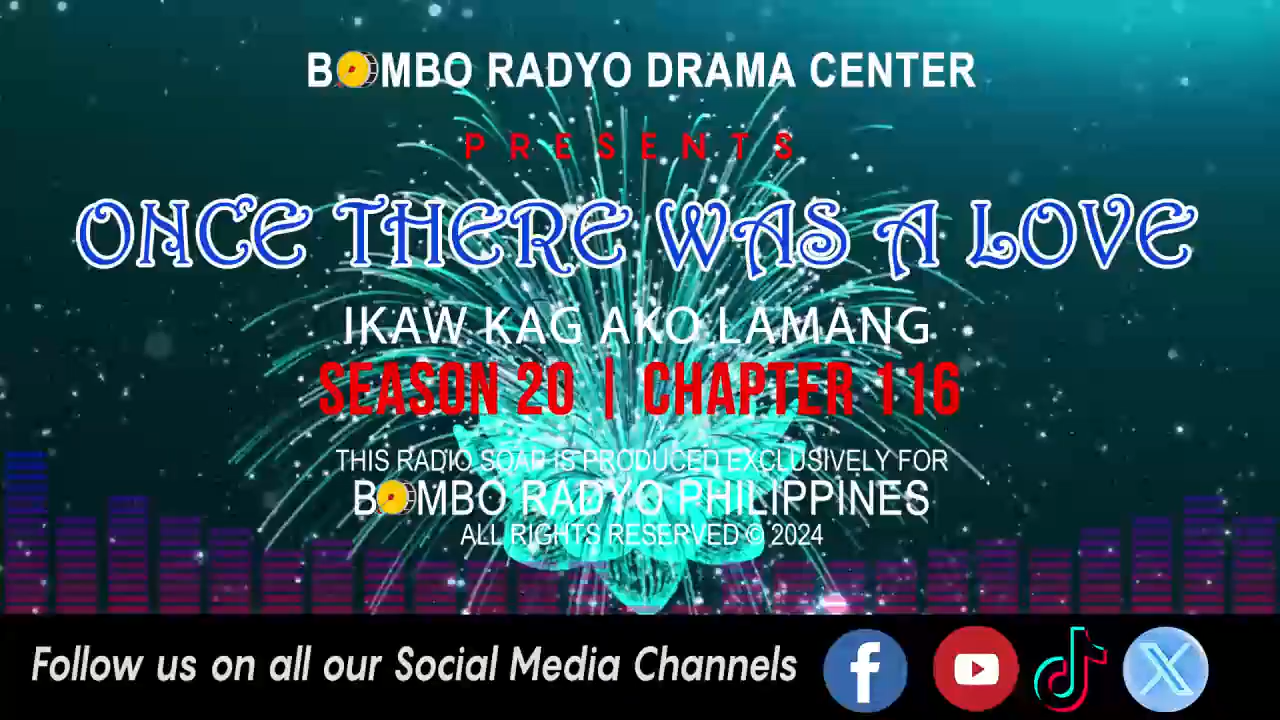 BOMBO RADYO DRAMA CENTER
PRESENTS
ONCE THERE WAS A LOVE
IKAW KAG AKO LAMANG
SEASON 20 | CHAPTER 116
THIS RADIO SOAP IS PRODUCED EXCLUSIVELY FOR
BOMBO RADYO PHILIPPINES
ALL RIGHTS RESERVED © 2024
Follow us on all our Social Media Channels